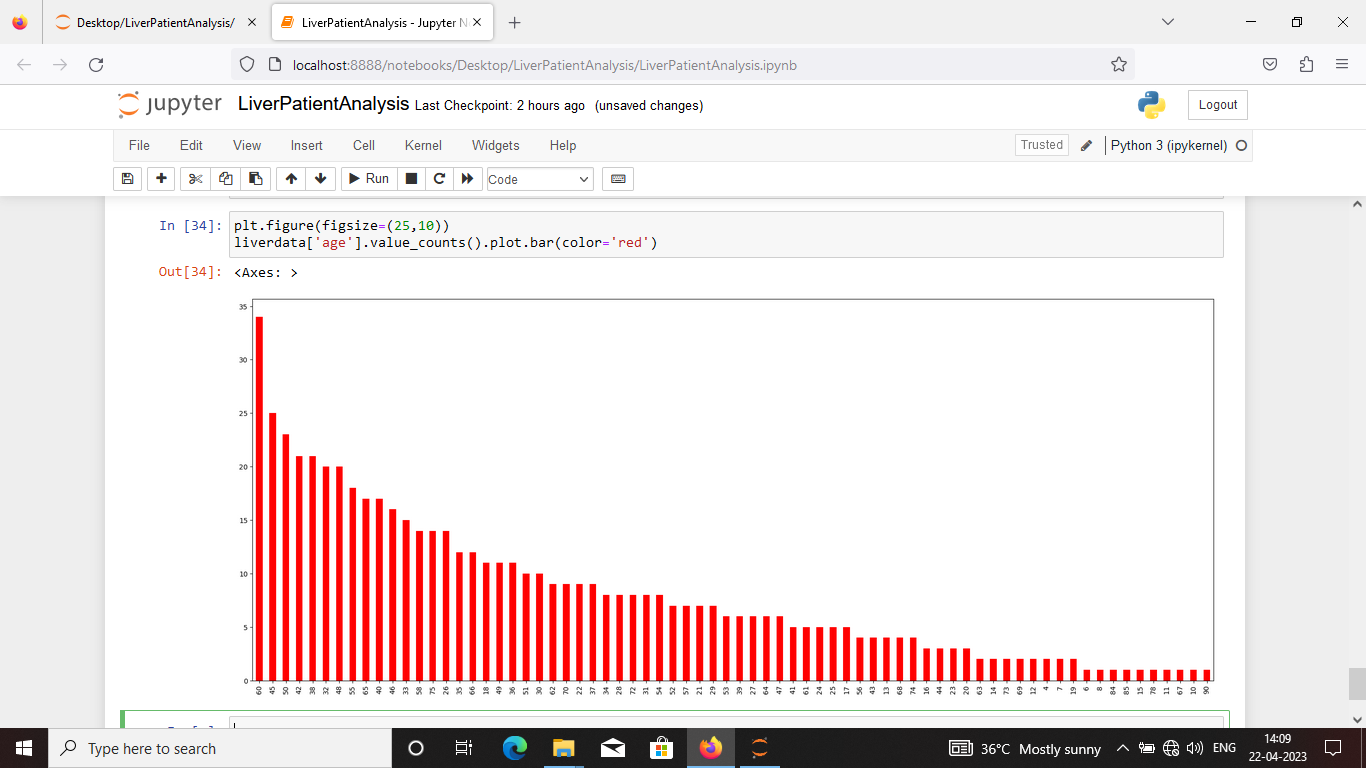 Desktop/LiverPatientAnalysis/
LiverPatientAnalysis - Jupyter N
localhost:8888/notebooks/Desktop/LiverPatientAnalysis/LiverPatientAnalysis.ipynb
jupyter LiverPatientAnalysis Last Checkpoint: 2 hours ago (unsaved changes)
Logout
File Edit View Insert Cell Kernel Widgets Help
Trusted Python 3 (ipykernel)
Run Code
In [34]: plt.figure(figsize=(25,10))
liverdata['age'].value_counts().plot.bar(color='red')
Out[34]: <Axes: >
35
30
25
20
15
10
5
0
60 45 50 42 38 32 48 55 65 40 46 33 58 75 26 35 66 18 49 36 51 30 62 70 22 37 34 28 72 31 54 52 57 21 29 53 39 27 64 47 41 61 24 25 17 56 43 13 68 74 16 44 23 20 63 14 73 69 12 4 7 19 6 8 84 85 15 78 11 67 10 90
Type here to search
36°C Mostly sunny
ENG
14:09
22-04-2023